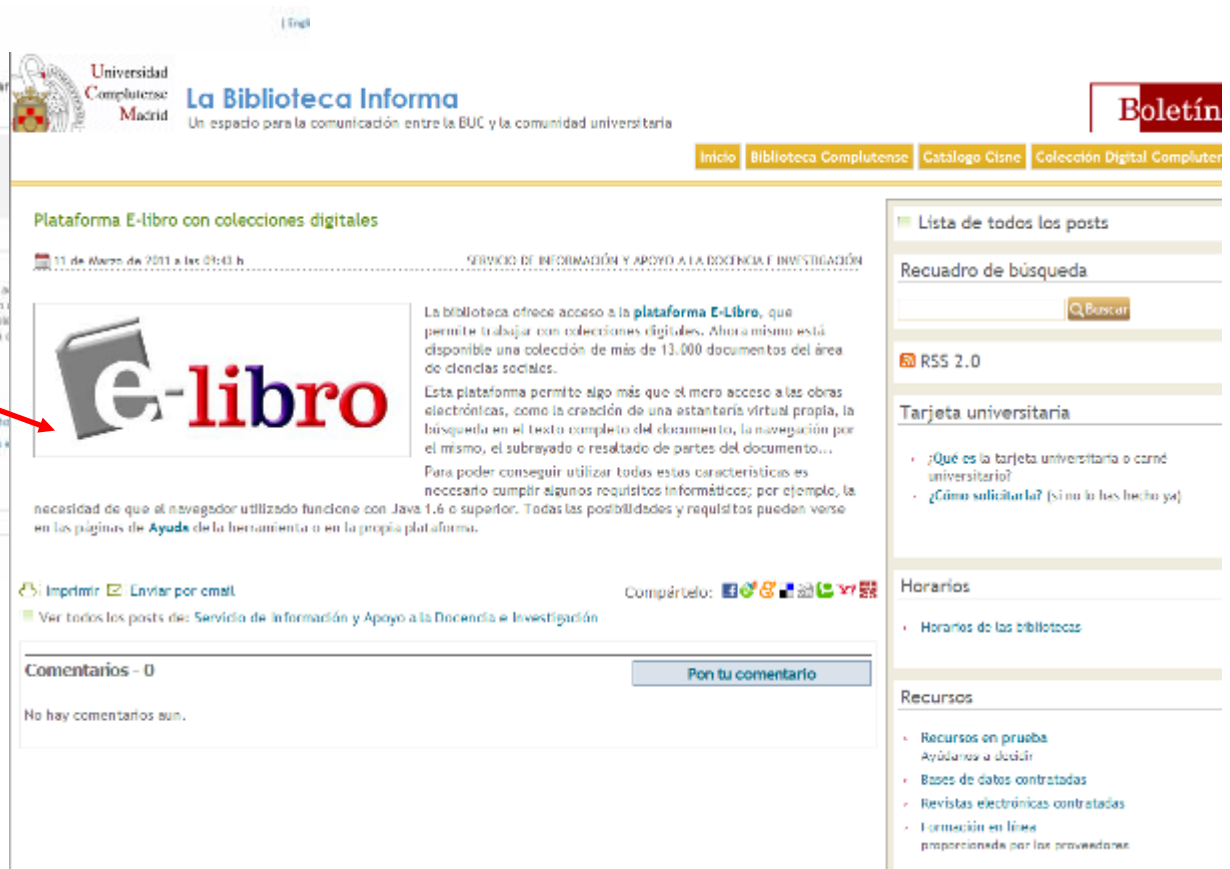 | Engl
Universidad
Complutense
Madrid
La Biblioteca Informa
Un espacio para la comunicación entre la BUC y la comunidad universitaria
Boletín
Inicio Biblioteca Complutense Catálogo Cisne Colección Digital Compluten
Plataforma E-libro con colecciones digitales
11 de Marzo de 2011 a las 09:43 h
SERVICIO DE INFORMACIÓN Y APOYO A LA DOCENCIA E INVESTIGACIÓN
e-libro
La biblioteca ofrece acceso a la plataforma E-Libro, que
permite trabajar con colecciones digitales. Ahora mismo está
disponible una colección de más de 13.000 documentos del área
de ciencias sociales.
Esta plataforma permite algo más que el mero acceso a las obras
electrónicas, como la creación de una estantería virtual propia, la
búsqueda en el texto completo del documento, la navegación por
el mismo, el subrayado o resaltado de partes del documento...
Para poder conseguir utilizar todas estas características es
necesario cumplir algunos requisitos informáticos; por ejemplo, la
necesidad de que el navegador utilizado funcione con Java 1.6 o superior. Todas las posibilidades y requisitos pueden verse
en las páginas de Ayuda de la herramienta o en la propia plataforma.
Imprimir Enviar por email
Compártelo:
Ver todos los posts de: Servicio de Información y Apoyo a la Docencia e Investigación
Comentarios - 0
Pon tu comentario
No hay comentarios aun.
Lista de todos los posts
Recuadro de búsqueda
Buscar
RSS 2.0
Tarjeta universitaria
¿Qué es la tarjeta universitaria o carné
universitario?
¿Cómo solicitarla? (si no lo has hecho ya)
Horarios
Horarios de las bibliotecas
Recursos
Recursos en prueba
Ayúdanos a decidir
Bases de datos contratadas
Revistas electrónicas contratadas
Formación en línea
proporcionada por los proveedores